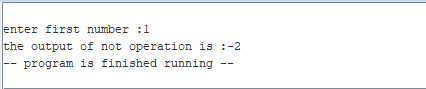 enter first number :1
the output of not operation is :-2
-- program is finished running --